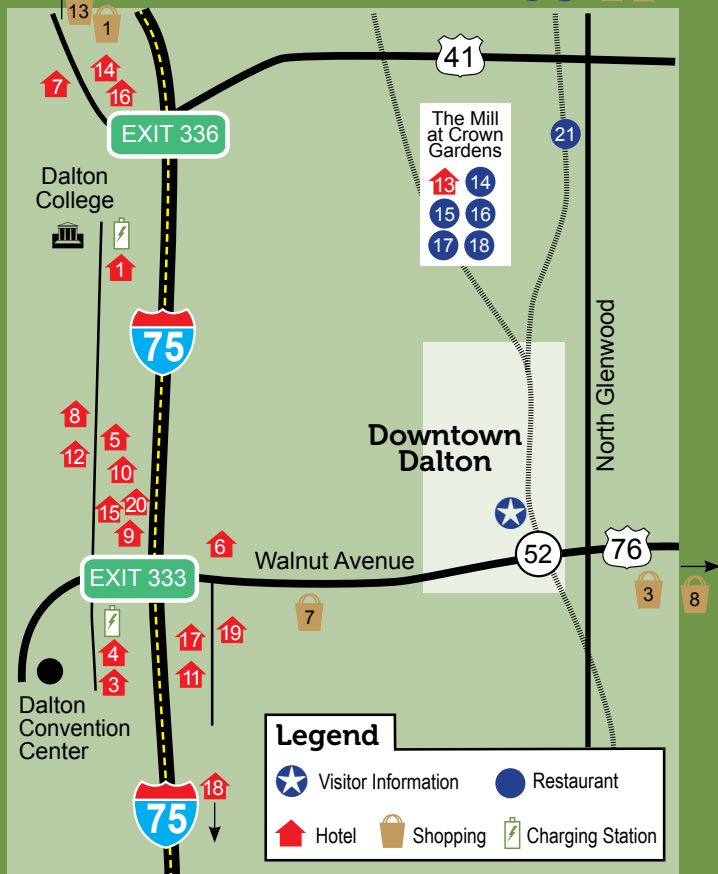 13
1
41
7
14
16
EXIT 336
The Mill
at Crown
Gardens
13 14
15 16
17 18
21
Dalton
College
1
75
North Glenwood
8
5
12
10
Downtown
Dalton
15 20
9
6
Walnut Avenue
52
76
EXIT 333
3
8
7
17 19
4
11
3
Dalton
Convention
Center
18
75
Legend
Visitor Information
Restaurant
Hotel
Shopping
Charging Station